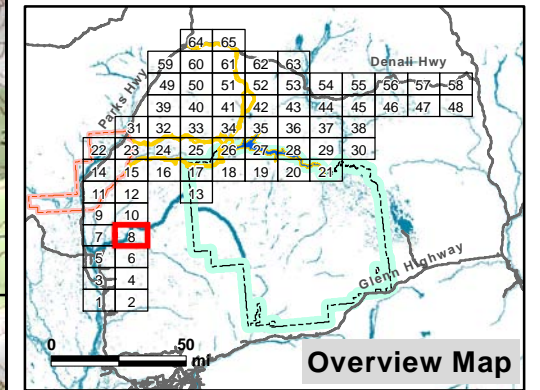 64 65
59 60 61 62 63
Denali Hwy
Parks Hwy
49 50 51 52 53 54 55 56 57 58
39 40 41 42 43 44 45 46 47 48
31 32 33 34 35 36 37 38
22 23 24 25 26 27 28 29 30
14 15 16 17 18 19 20 21
11 12 13
9 10
7 8
5 6
3 4
1 2
Glenn Highway
0 50
mi
Overview Map